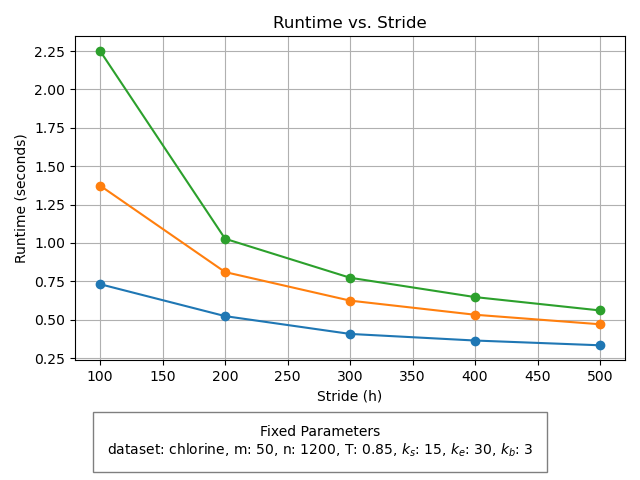 Runtime vs. Stride
2.25
2.00
1.75
1.50
1.25
1.00
0.75
0.50
0.25
Runtime (seconds)
100 150 200 250 300 350 400 450 500
Stride (h)
Fixed Parameters
dataset: chlorine, m: 50, n: 1200, T: 0.85, kₛ: 15, kₑ: 30, k_b: 3